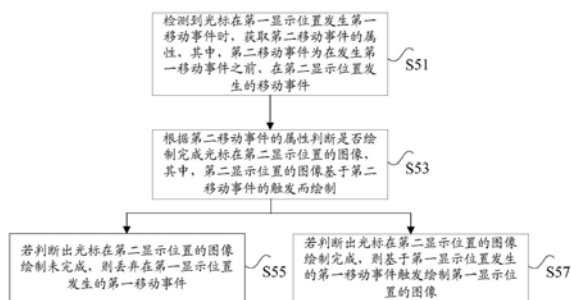 检测到光标在第一显示位置发生第一
移动事件时，获取第二移动事件的属
性，其中，第二移动事件为在发生第
一移动事件之前、在第二显示位置发
生的移动事件
S51
根据第二移动事件的属性判断是否绘
制完成光标在第二显示位置的图像，
其中，第二显示位置的图像基于第二
移动事件的触发而绘制
S53
若判断出光标在第二显示位置的图像
绘制未完成，则丢弃在第一显示位置
发生的第一移动事件
S55
若判断出光标在第二显示位置的图像
绘制完成，则基于第一显示位置发生
的第一移动事件触发绘制第一显示位
置的图像
S57